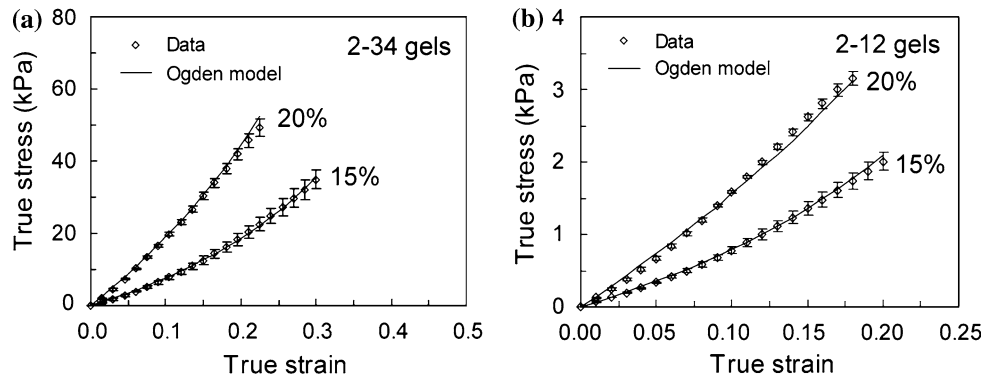 (a)
80
60
40
20
0
True stress (kPa)
Data
Ogden model
2-34 gels
20%
15%
0.0 0.1 0.2 0.3 0.4 0.5
True strain
(b)
4
3
2
1
0
True stress (kPa)
Data
Ogden model
2-12 gels
20%
15%
0.00 0.05 0.10 0.15 0.20 0.25
True strain